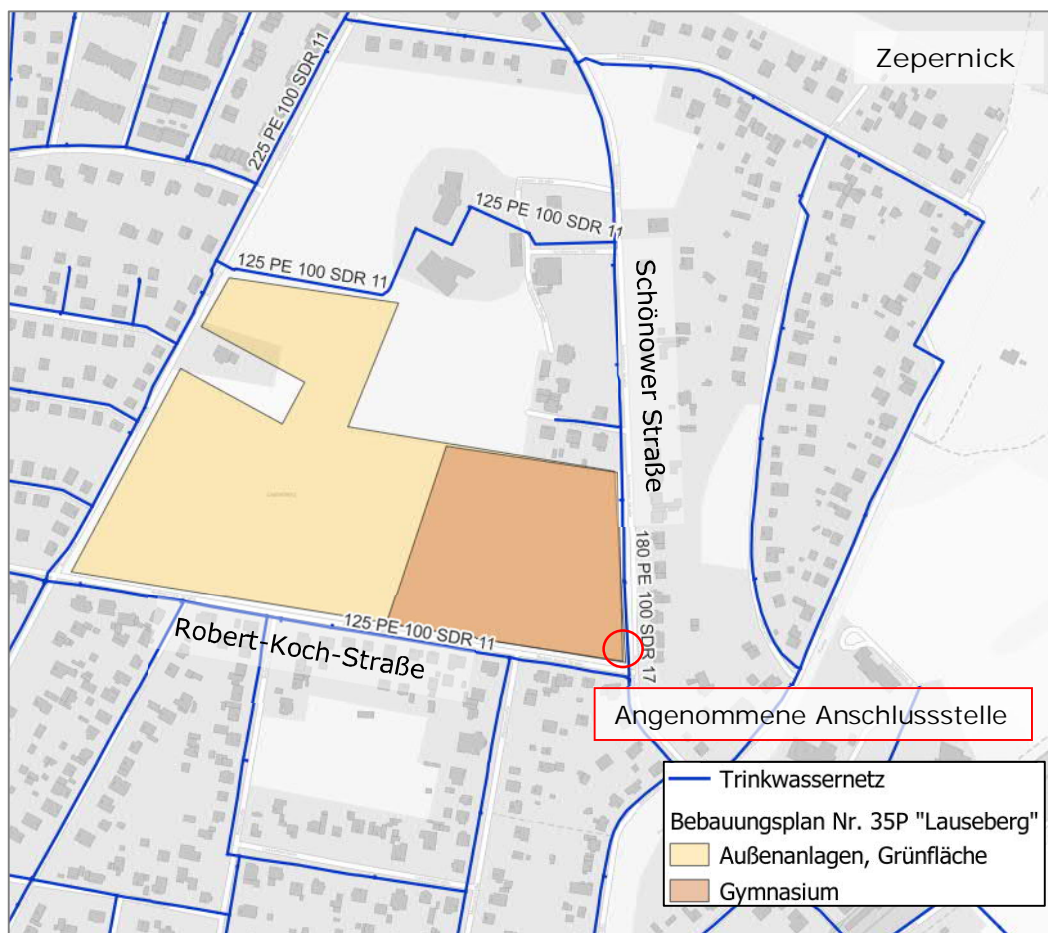 Zepernick
225 PE 100 SDR 11
125 PE 100 SDR 11
125 PE 100 SDR 11
Schönower Straße
180 PE 100 SDR 17
125 PE 100 SDR 11
Robert-Koch-Straße
Angenommene Anschlussstelle
Trinkwassernetz
Bebauungsplan Nr. 35P "Lauseberg"
Außenanlagen, Grünfläche
Gymnasium